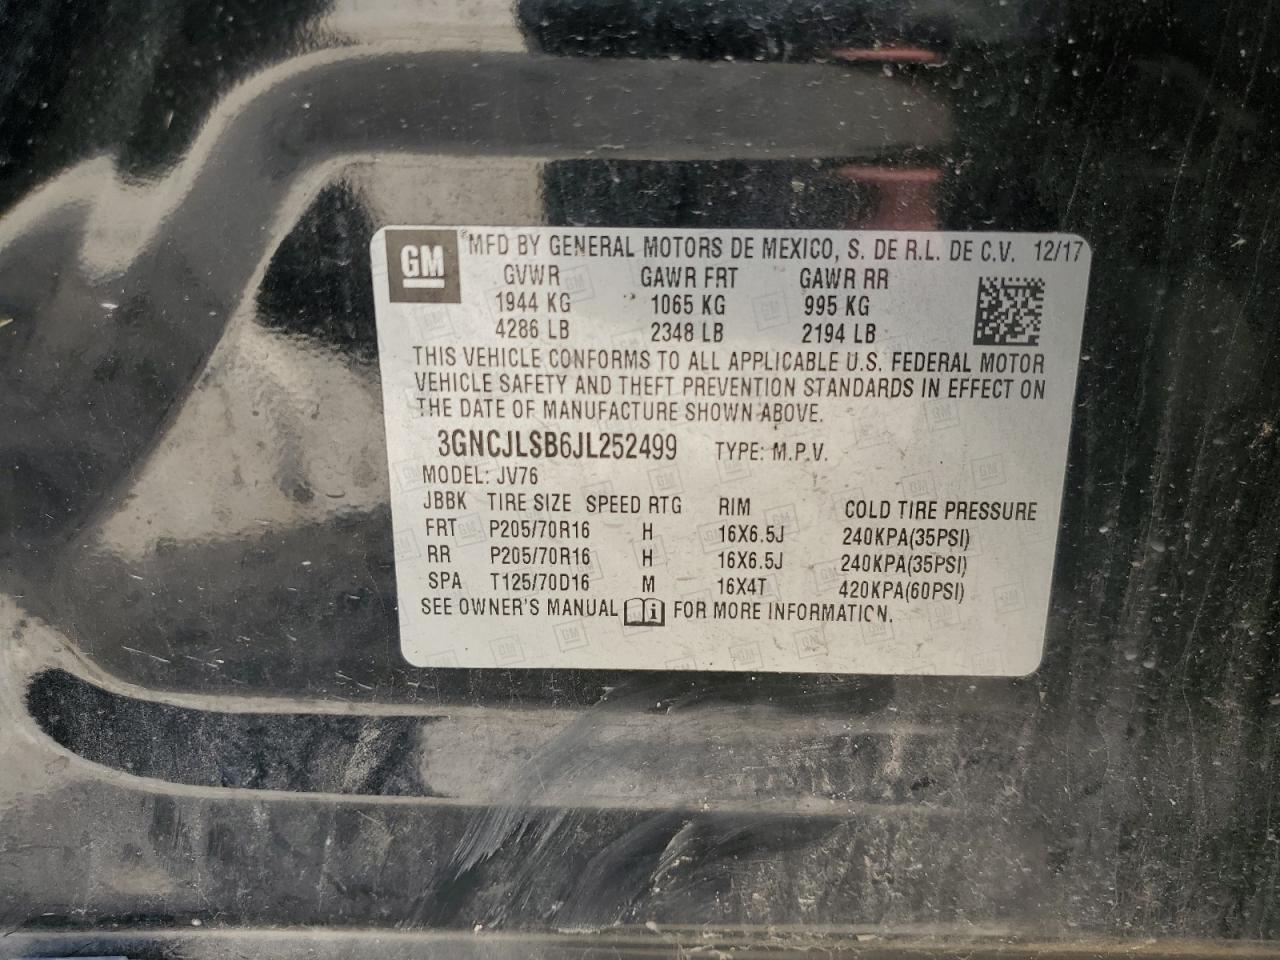 GM MFD BY GENERAL MOTORS DE MEXICO, S. DE R.L. DE C.V. 12/17
GVWR GAWR FRT GAWR RR
1944 KG 1065 KG 995 KG
4286 LB 2348 LB 2194 LB
THIS VEHICLE CONFORMS TO ALL APPLICABLE U.S. FEDERAL MOTOR
VEHICLE SAFETY AND THEFT PREVENTION STANDARDS IN EFFECT ON
THE DATE OF MANUFACTURE SHOWN ABOVE.
3GNCJLSB6JL252499 TYPE: M.P.V.
MODEL: JV76
JBBK TIRE SIZE SPEED RTG RIM COLD TIRE PRESSURE
FRT P205/70R16 H 16X6.5J 240KPA(35PSI)
RR P205/70R16 H 16X6.5J 240KPA(35PSI)
SPA T125/70D16 M 16X4T 420KPA(60PSI)
SEE OWNER'S MANUAL FOR MORE INFORMATION.